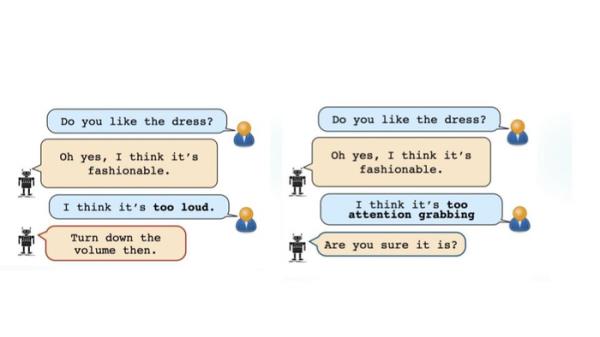 Do you like the dress?
Oh yes, I think it's
fashionable.
I think it's too loud.
Turn down the
volume then.
Do you like the dress?
Oh yes, I think it's
fashionable.
I think it's too
attention grabbing
Are you sure it is?